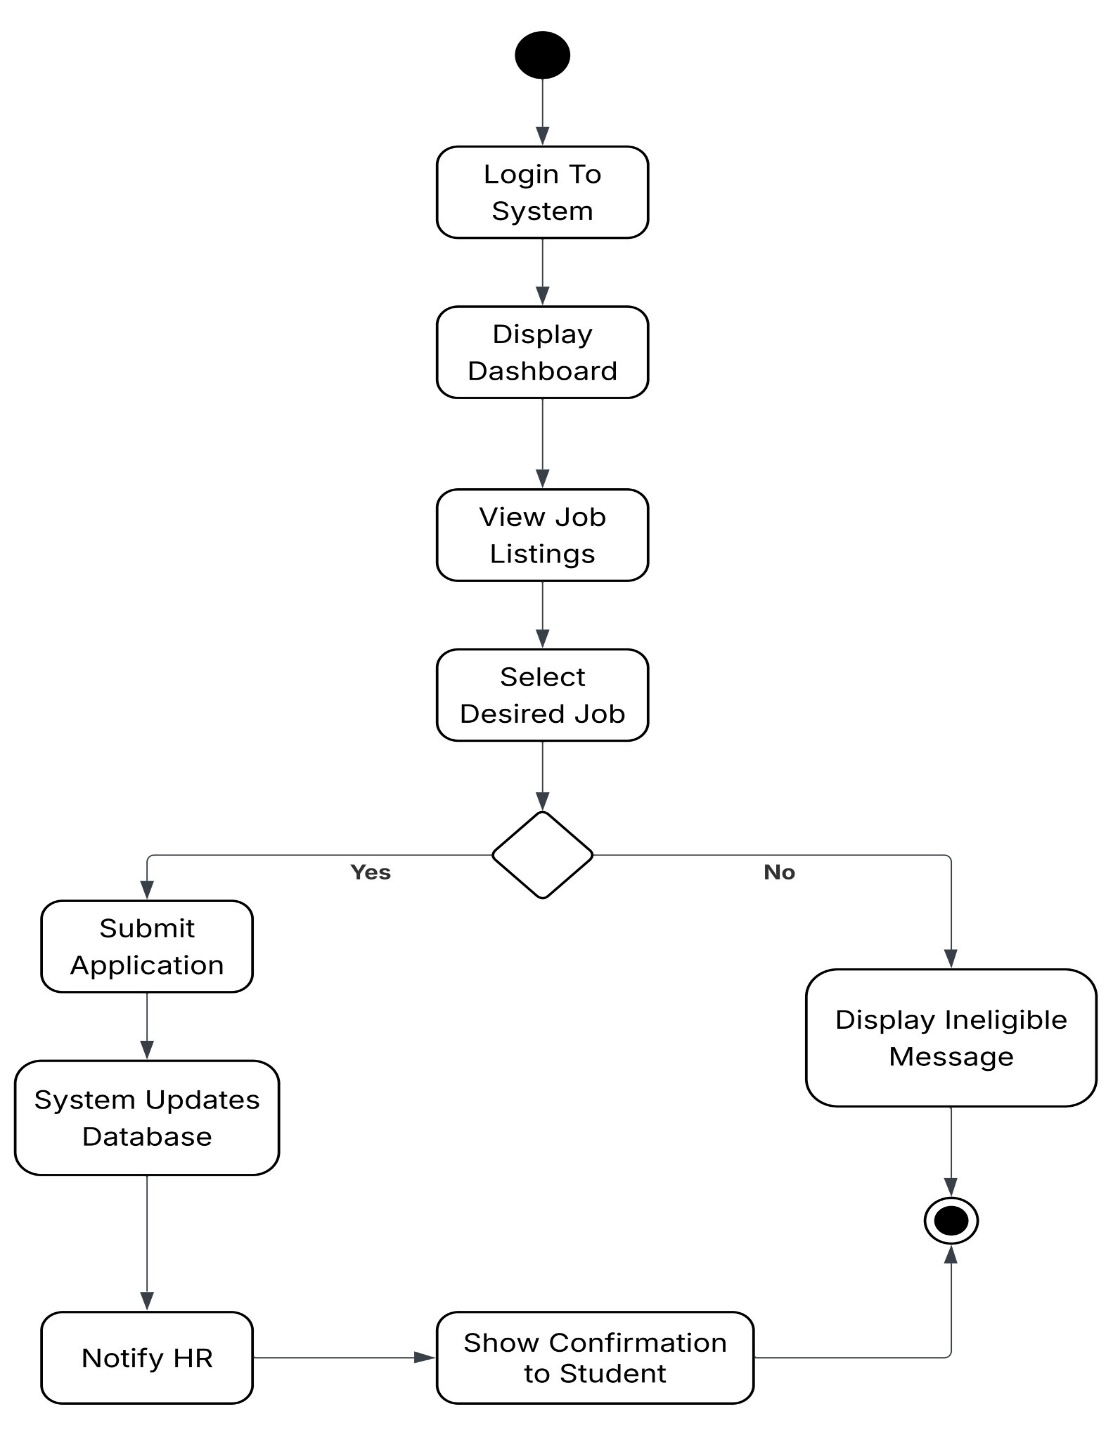 Login To
System
Display
Dashboard
View Job
Listings
Select
Desired Job
Yes
No
Submit
Application
Display Ineligible
Message
System Updates
Database
Notify HR
Show Confirmation
to Student